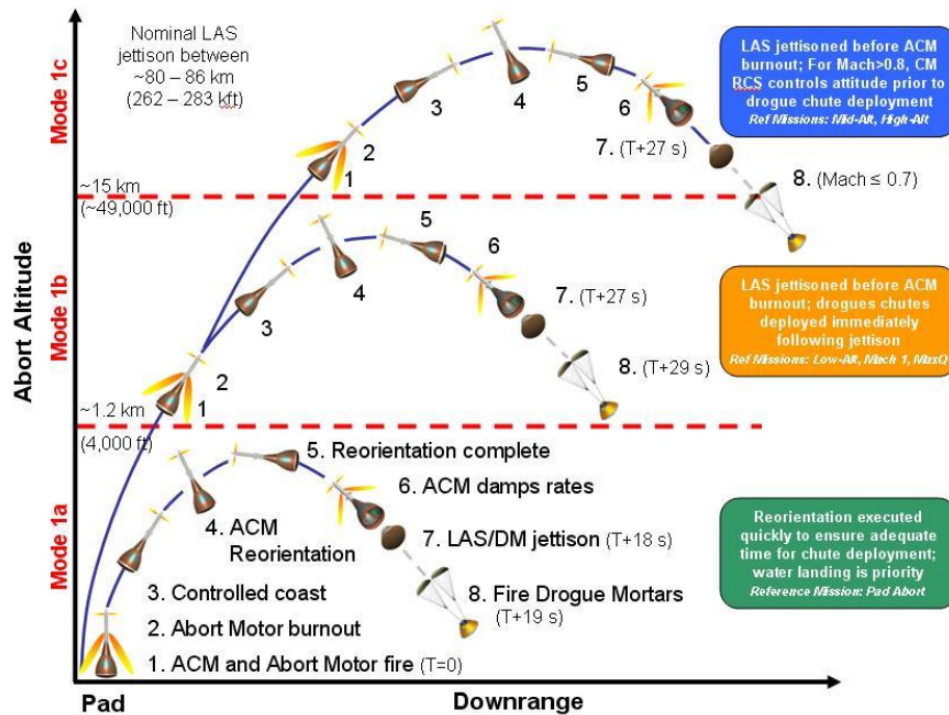 Nominal LAS
jettison between
~80 – 86 km
(262 – 283 kft)
Mode 1c
1
2
3
4
5
6
7. (T+27 s)
8. (Mach ≤ 0.7)
LAS jettisoned before ACM
burnout; For Mach>0.8, CM
RCS controls attitude prior to
drogue chute deployment
Ref Missions: Mid-Alt, High-Alt
~15 km
(~49,000 ft)
Abort Altitude
Mode 1b
1
2
3
4
5
6
7. (T+27 s)
8. (T+29 s)
LAS jettisoned before ACM
burnout; drogues chutes
deployed immediately
following jettison
Ref Missions: Low-Alt, Mach 1, MaxQ
~1.2 km
(4,000 ft)
Mode 1a
5. Reorientation complete
6. ACM damps rates
4. ACM
Reorientation
7. LAS/DM jettison (T+18 s)
3. Controlled coast
8. Fire Drogue Mortars
(T+19 s)
2. Abort Motor burnout
1. ACM and Abort Motor fire (T=0)
Reorientation executed
quickly to ensure adequate
time for chute deployment;
water landing is priority
Reference Mission: Pad Abort
Pad
Downrange